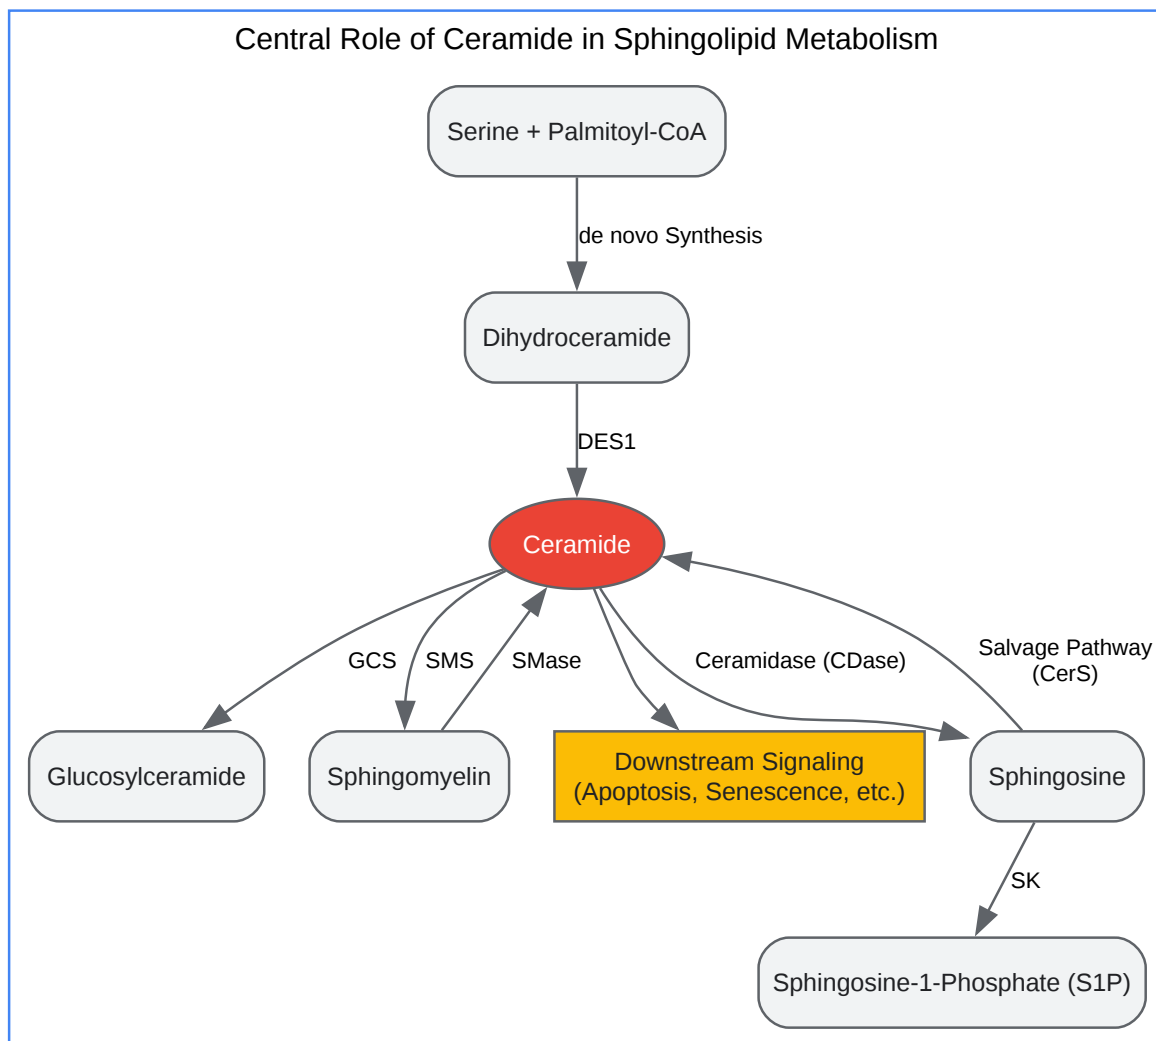 Central Role of Ceramide in Sphingolipid Metabolism
Serine + Palmitoyl-CoA
de novo Synthesis
Dihydroceramide
DES1
Ceramide
GCS
SMS
SMase
Ceramidase (CDase)
Salvage Pathway
(CerS)
Glucosylceramide
Sphingomyelin
Downstream Signaling
(Apoptosis, Senescence, etc.)
Sphingosine
SK
Sphingosine-1-Phosphate (S1P)